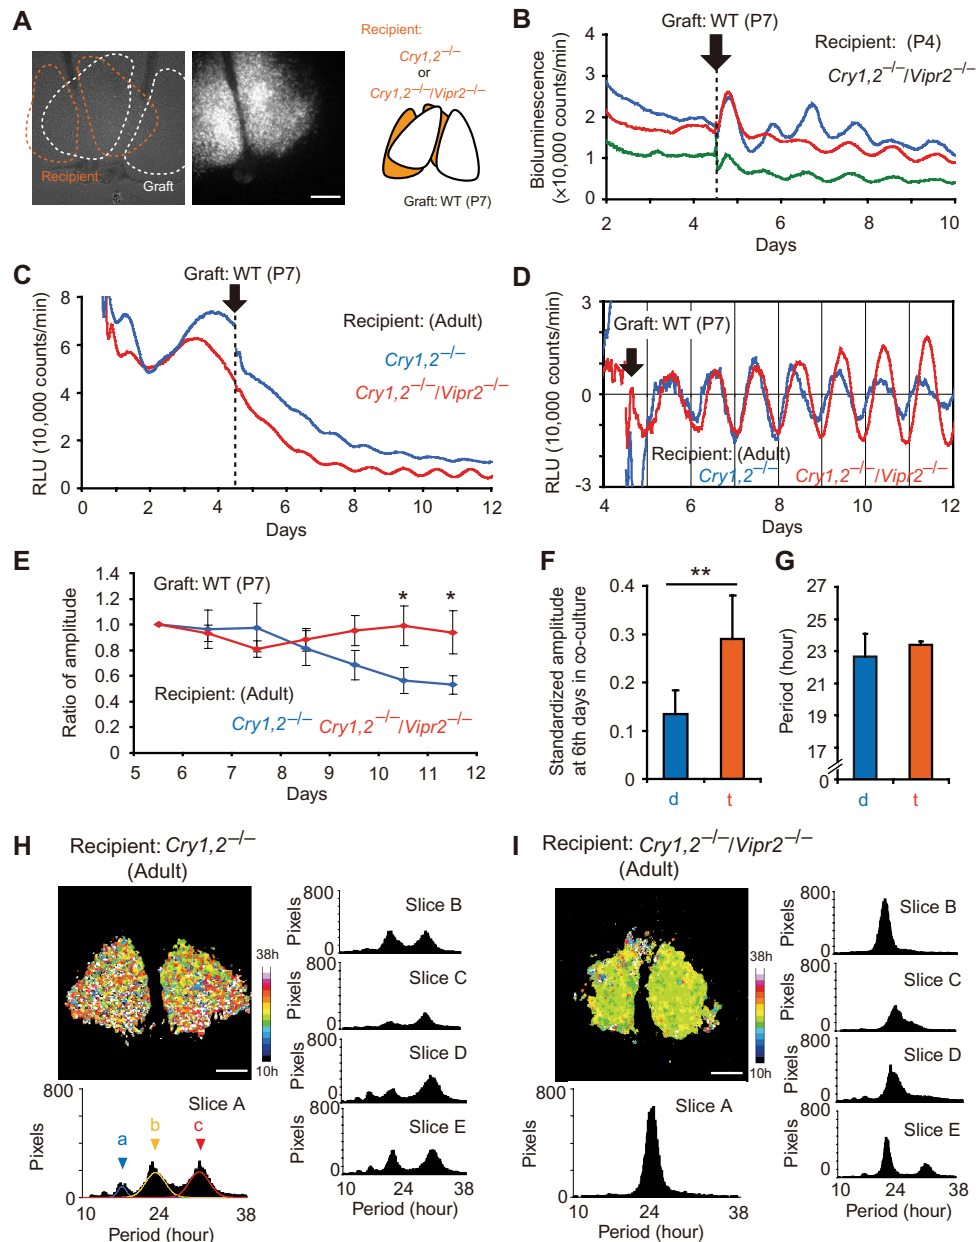 A
Recipient:
Graft
Recipient:
Cry1,2−/−
or
Cry1,2−/−/Vipr2−/−
Graft: WT (P7)
B
Graft: WT (P7)
Recipient: (P4)
Cry1,2−/−/Vipr2−/−
Bioluminescence
(×10,000 counts/min)
4
3
2
1
0
2 4 6 8 10
Days
C
Graft: WT (P7)
Recipient: (Adult)
Cry1,2−/−
Cry1,2−/−/Vipr2−/−
RLU (10,000 counts/min)
8
6
4
2
0
0 2 4 6 8 10 12
Days
D
Graft: WT (P7)
Recipient: (Adult)
Cry1,2−/− Cry1,2−/−/Vipr2−/−
RLU (10,000 counts/min)
3
0
-3
4 6 8 10 12
Days
E
Graft: WT (P7)
* *
Recipient: (Adult)
Cry1,2−/− Cry1,2−/−/Vipr2−/−
Ratio of amplitude
1.4
1.2
1.0
0.8
0.6
0.4
0.2
0
5 6 7 8 9 10 11 12
Days
F
**
Standardized amplitude
at 6th days in co-culture
0.4
0.3
0.2
0.1
0
d t
G
Period (hour)
27
25
23
21
19
17
0
d t
H
Recipient: Cry1,2−/−
(Adult)
38h
10h
800
Slice A
a b c
Pixels
0
10 24 38
Period (hour)
800
Slice B
Pixels
0
800
Slice C
Pixels
0
800
Slice D
Pixels
0
800
Slice E
Pixels
0
10 24 38
Period (hour)
I
Recipient: Cry1,2−/−/Vipr2−/−
(Adult)
38h
10h
800
Slice A
Pixels
0
10 24 38
Period (hour)
800
Slice B
Pixels
0
800
Slice C
Pixels
0
800
Slice D
Pixels
0
800
Slice E
Pixels
0
10 24 38
Period (hour)